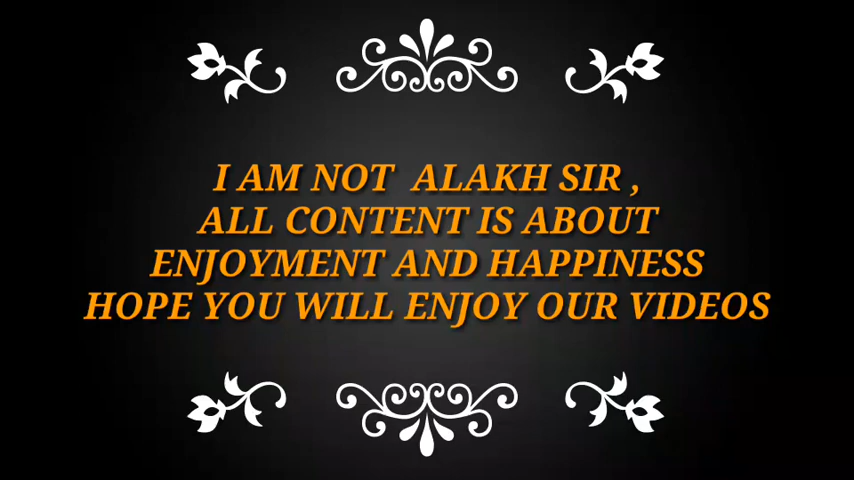 I AM NOT ALAKH SIR ,
ALL CONTENT IS ABOUT
ENJOYMENT AND HAPPINESS
HOPE YOU WILL ENJOY OUR VIDEOS